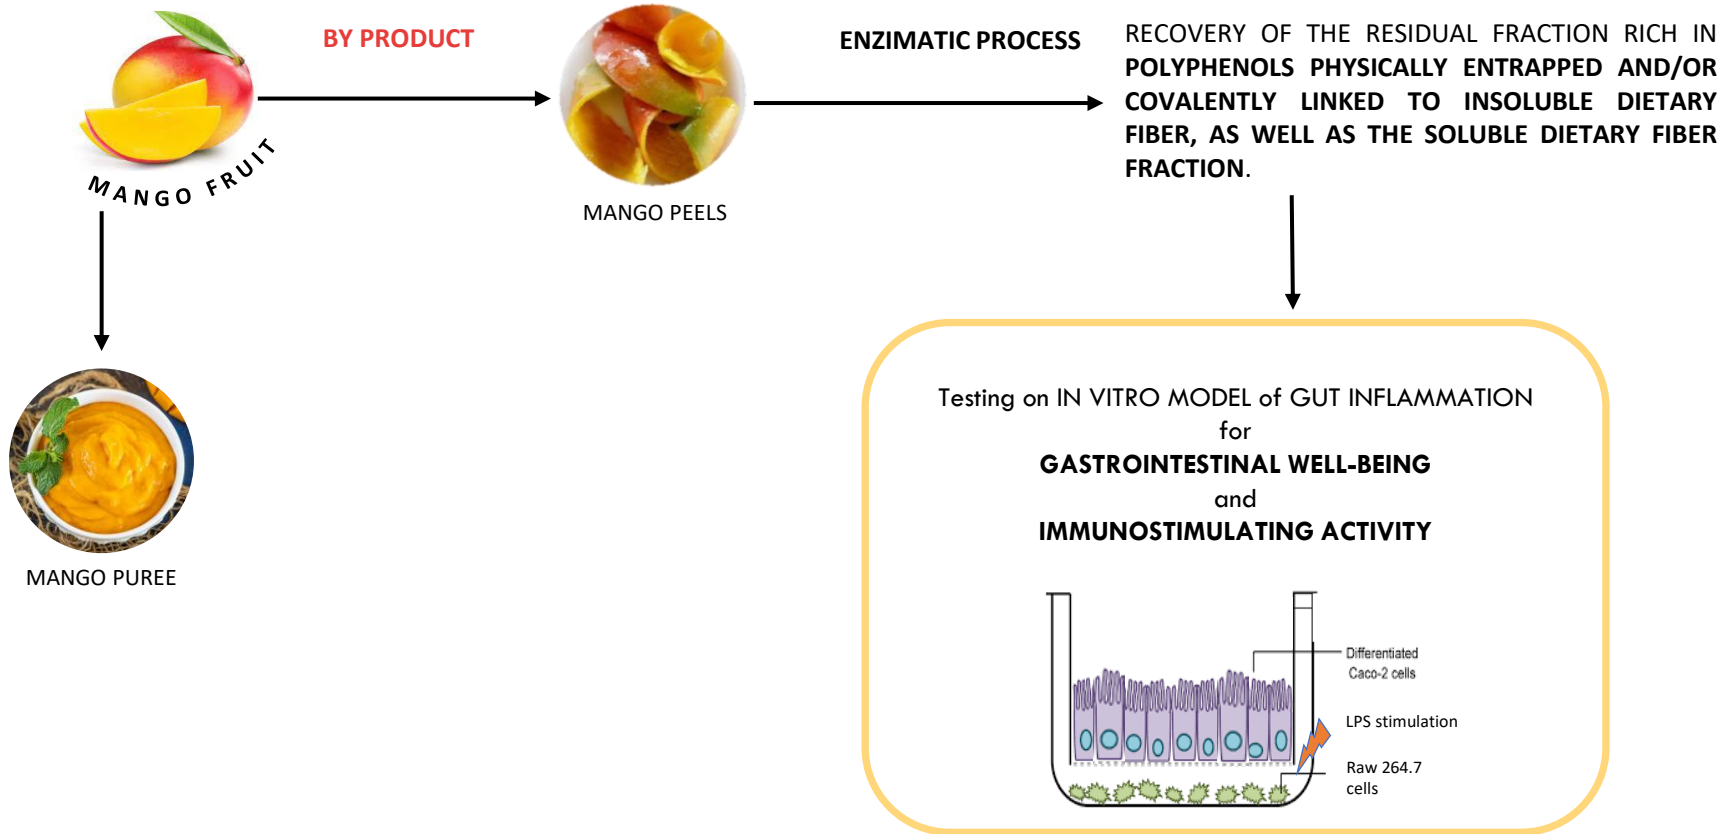 BY PRODUCT
ENZIMATIC PROCESS
RECOVERY OF THE RESIDUAL FRACTION RICH IN
POLYPHENOLS PHYSICALLY ENTRAPPED AND/OR
COVALENTLY LINKED TO INSOLUBLE DIETARY
FIBER, AS WELL AS THE SOLUBLE DIETARY FIBER
FRACTION.
MANGO FRUIT
MANGO PEELS
MANGO PUREE
Testing on IN VITRO MODEL of GUT INFLAMMATION
for
GASTROINTESTINAL WELL-BEING
and
IMMUNOSTIMULATING ACTIVITY
Differentiated
Caco-2 cells
LPS stimulation
Raw 264.7
cells